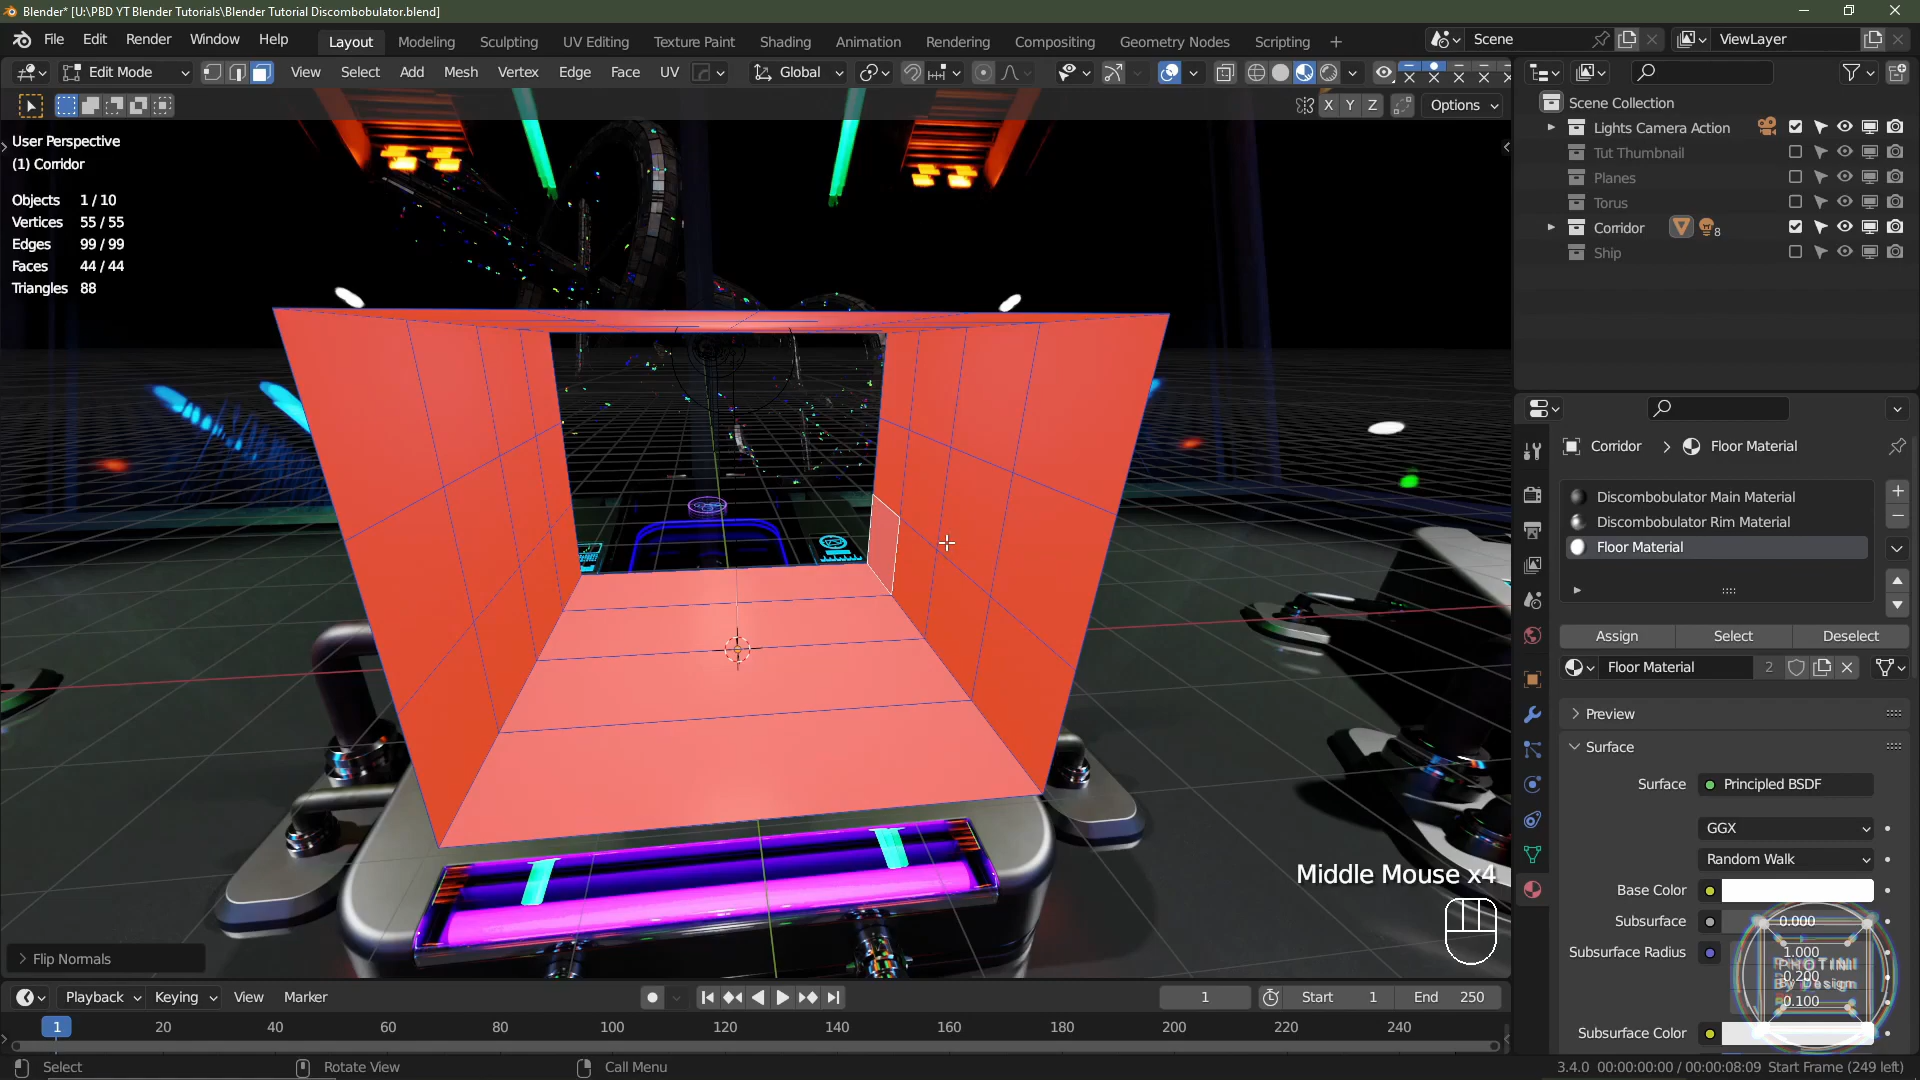 Blender* [U:\PBD YT Blender Tutorials\Blender Tutorial Discombobulator.blend]
File Edit Render Window Help Layout Modeling Sculpting UV Editing Texture Paint Shading Animation Rendering Compositing Geometry Nodes Scripting + Scene ViewLayer
Edit Mode View Select Add Mesh Vertex Edge Face UV Global
X Y Z Options
User Perspective
(1) Corridor
Objects 1 / 10
Vertices 55 / 55
Edges 99 / 99
Faces 44 / 44
Triangles 88
Scene Collection
Lights Camera Action
Tut Thumbnail
Planes
Torus
Corridor 8
Ship
Corridor > Floor Material
Discombobulator Main Material
Discombobulator Rim Material
Floor Material
Assign Select Deselect
Floor Material 2
Preview
Surface
Surface Principled BSDF
GGX
Random Walk
Base Color
Subsurface 0.000
Subsurface Radius 1.000
0.200
0.100
Subsurface Color
PHOTINI
By Design
Middle Mouse x4
Flip Normals
Playback Keying View Marker 1 Start 1 End 250
1 20 40 60 80 100 120 140 160 180 200 220 240
Select Rotate View Call Menu 3.4.0 00:00:00:00 / 00:00:08:09 Start Frame (249 left)